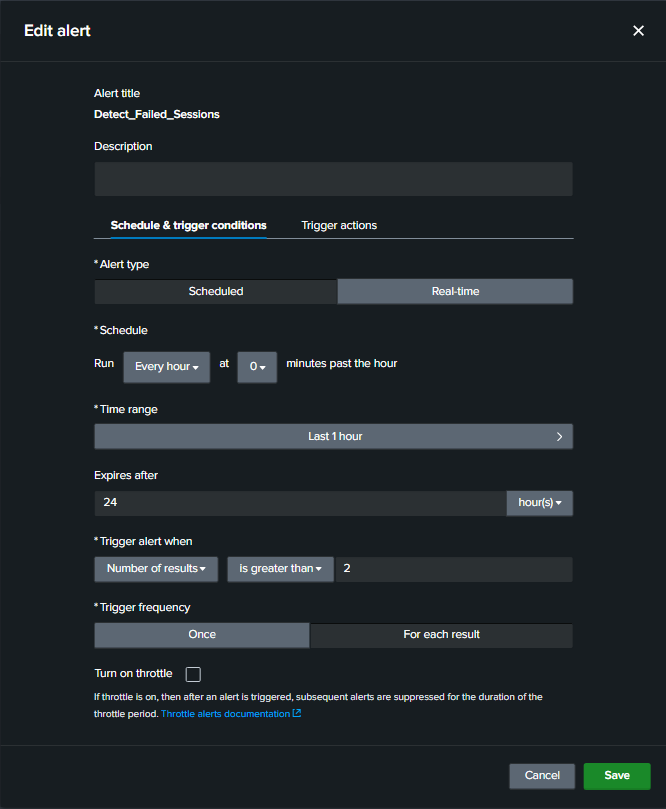 Edit alert
Alert title
Detect_Failed_Sessions
Description
Schedule & trigger conditions Trigger actions
* Alert type
Scheduled Real-time
* Schedule
Run Every hour at 0 minutes past the hour
* Time range
Last 1 hour
Expires after
24 hour(s)
* Trigger alert when
Number of results is greater than 2
* Trigger frequency
Once For each result
Turn on throttle
If throttle is on, then after an alert is triggered, subsequent alerts are suppressed for the duration of the
throttle period. Throttle alerts documentation
Cancel Save